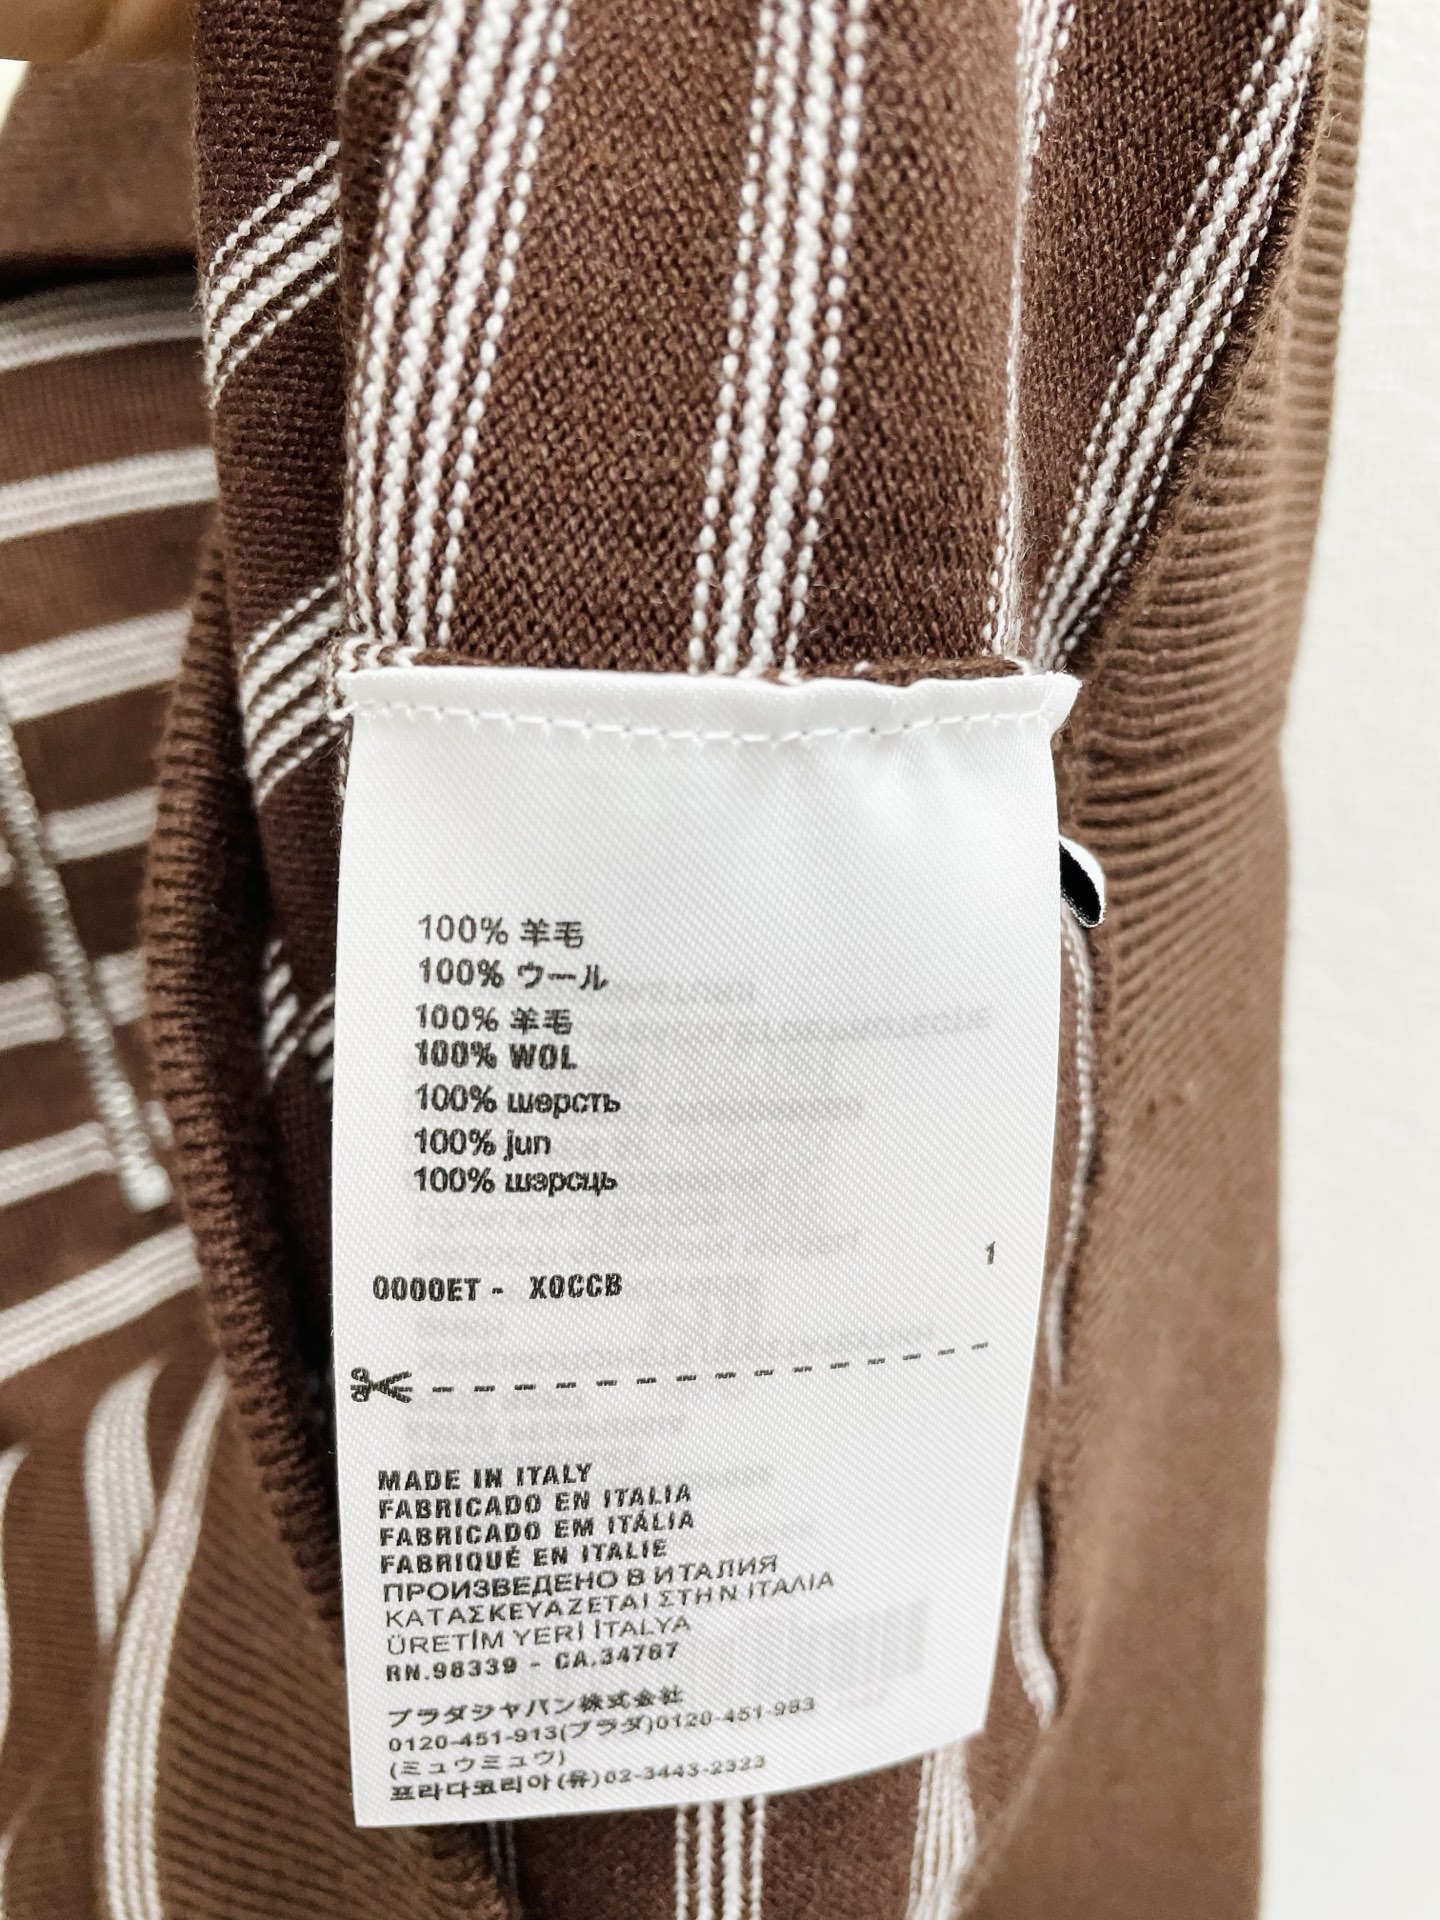 100% 羊毛
100% ウール
100% 羊毛
100% WOL
100% шерсть
100% jun
100% шэрсць
1
0000ET - X0CCB
MADE IN ITALY
FABRICADO EN ITALIA
FABRICADO EM ITÁLIA
FABRIQUÉ EN ITALIE
ПРОИЗВЕДЕНО В ИТАЛИЯ
ΚΑΤΑΣΚΕΥΑΖΕΤΑΙ ΣΤΗΝ ΙΤΑΛΙΑ
ÜRETİM YERİ İTALYA
RN.98339 - CA.34767
プラダジャパン株式会社
0120-451-913(プラダ)0120-451-993
(ミュウミュウ)
프라다코리아(유)02-3443-2323